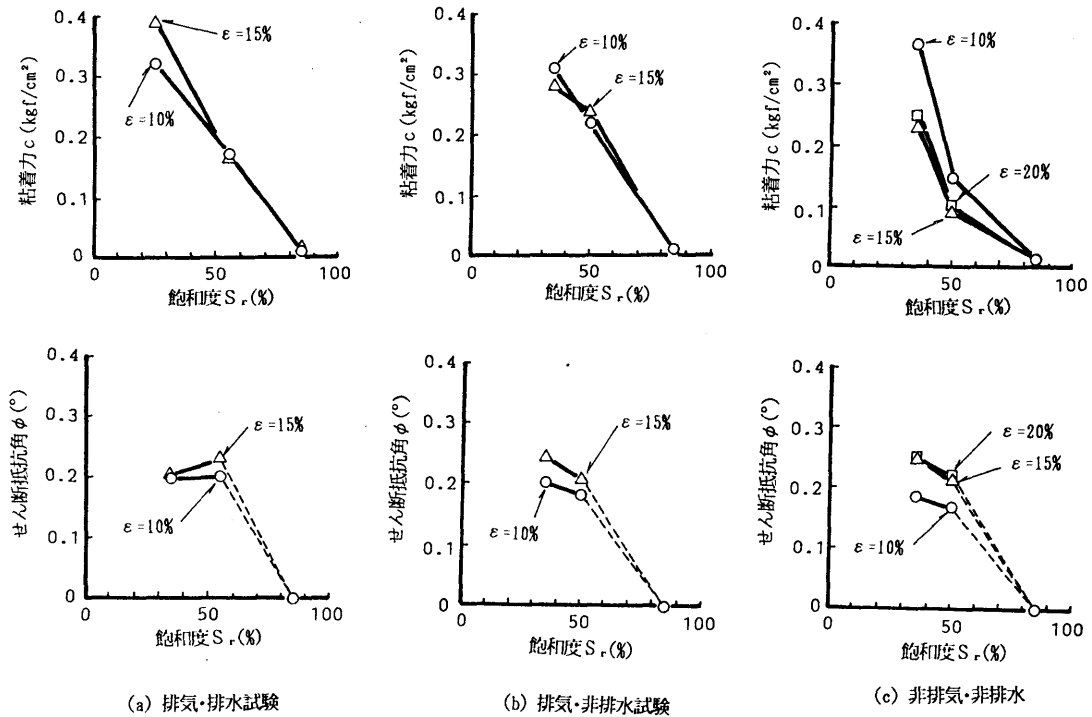 0.4
0.3
0.2
0.1
0
粘着力c (kgf/cm²)
ε=15%
ε=10%
0 50 100
飽和度Sr(%)
0.4
0.3
0.2
0.1
0
粘着力c (kgf/cm²)
ε=10%
ε=15%
0 50 100
飽和度Sr(%)
0.4
0.3
0.2
0.1
0
粘着力c (kgf/cm²)
ε=10%
ε=20%
ε=15%
0 50 100
飽和度Sr(%)
0.4
0.3
0.2
0.1
0
せん断抵抗角φ(°)
ε=15%
ε=10%
0 50 100
飽和度Sr(%)
(a) 排気・排水試験
0.4
0.3
0.2
0.1
0
せん断抵抗角φ(°)
ε=15%
ε=10%
0 50 100
飽和度Sr(%)
(b) 排気・非排水試験
0.4
0.3
0.2
0.1
0
せん断抵抗角φ(°)
ε=20%
ε=15%
ε=10%
0 50 100
飽和度Sr(%)
(c) 非排気・非排水